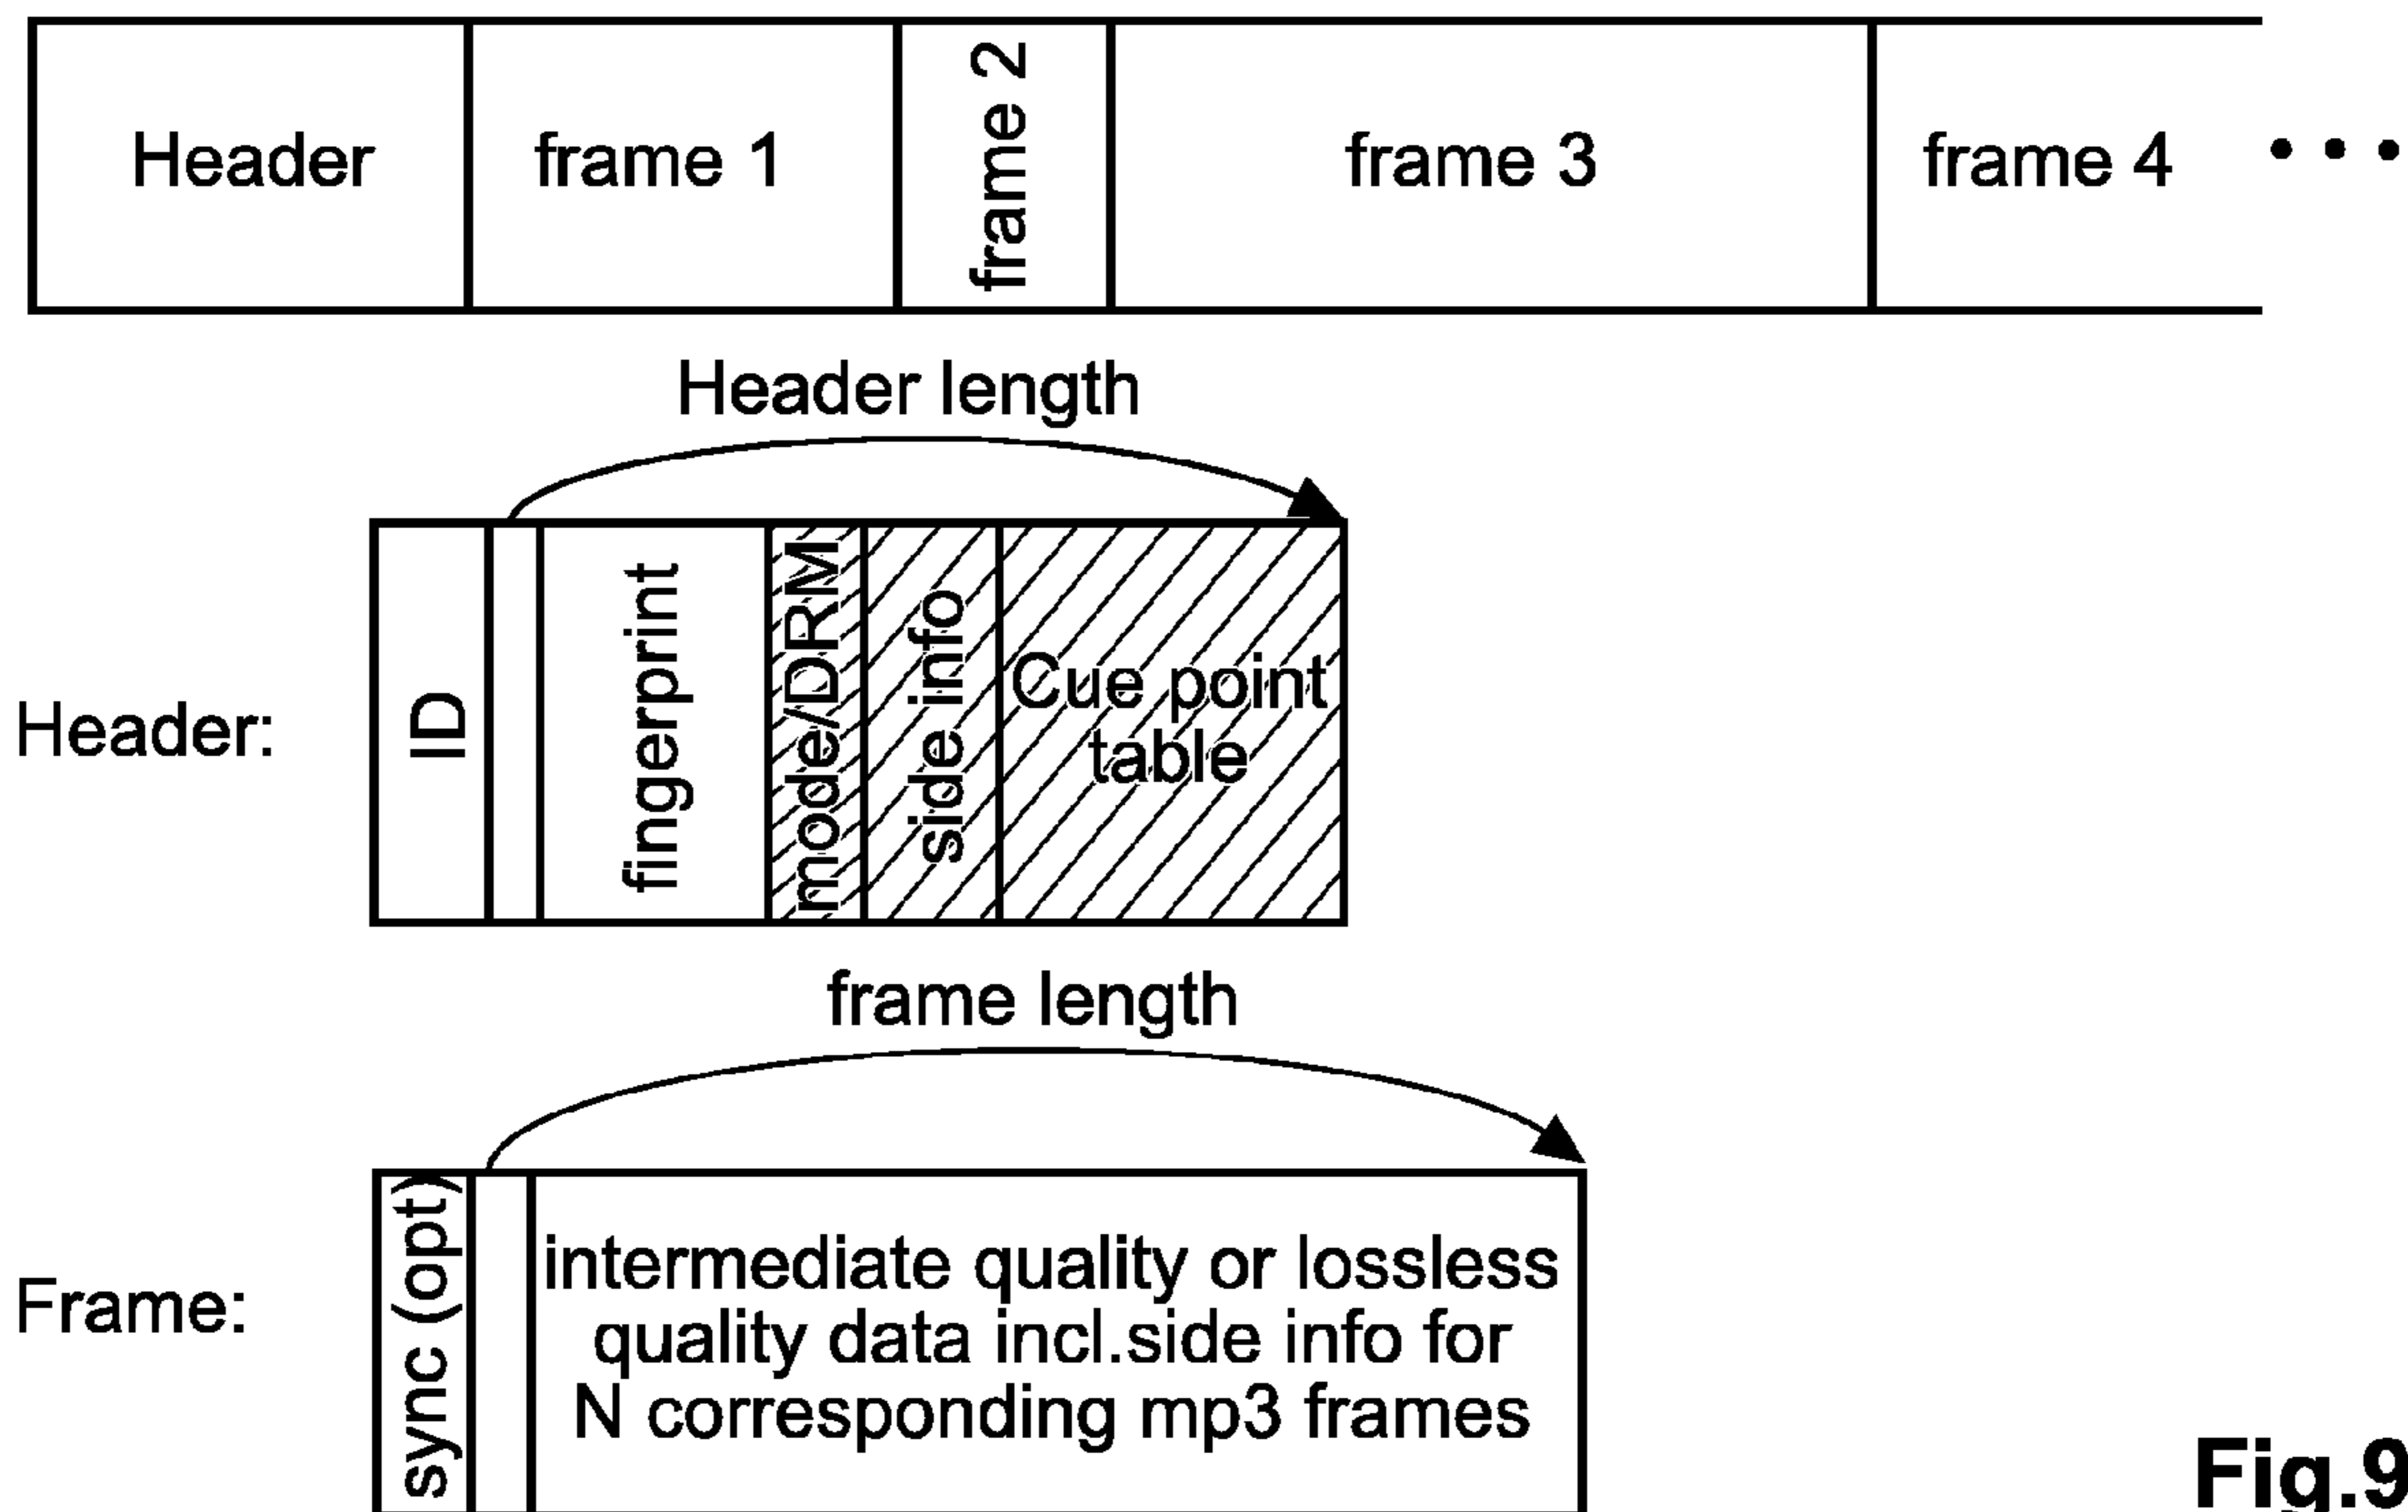 Header
frame 1
frame 2
frame 3
frame 4
• • •
Header length
Header:
ID
fingerprint
mode/DRM
side info
Cue point
table
frame length
Frame:
sync (opt)
intermediate quality or lossless
quality data incl.side info for
N corresponding mp3 frames
Fig.9